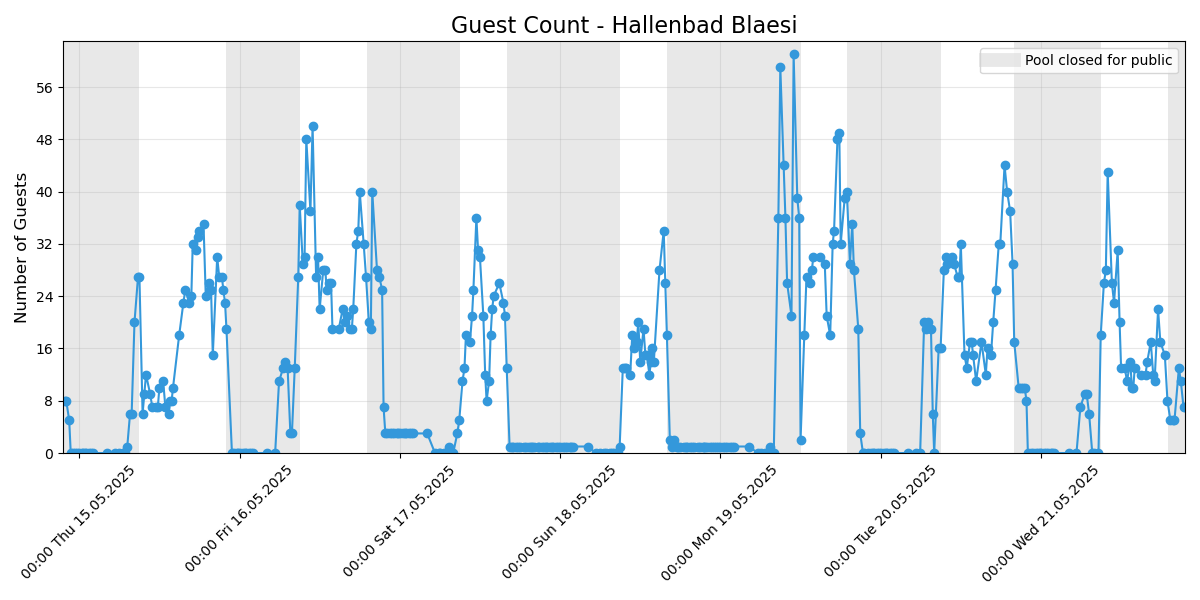 Guest Count - Hallenbad Blaesi
Pool closed for public
Number of Guests
56
48
40
32
24
16
8
0
00:00 Thu 15.05.2025
00:00 Fri 16.05.2025
00:00 Sat 17.05.2025
00:00 Sun 18.05.2025
00:00 Mon 19.05.2025
00:00 Tue 20.05.2025
00:00 Wed 21.05.2025